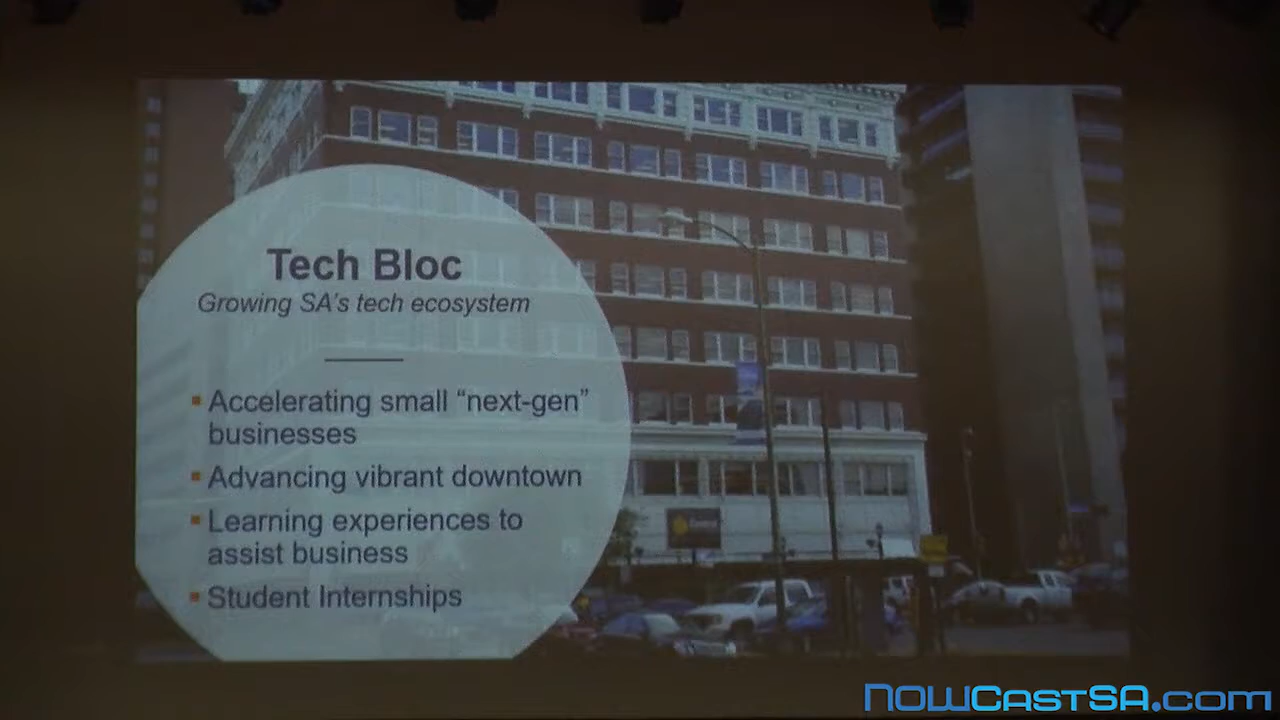 Tech Bloc
Growing SA's tech ecosystem
Accelerating small “next-gen”
businesses
Advancing vibrant downtown
Learning experiences to
assist business
Student Internships
NOWCastSA.com